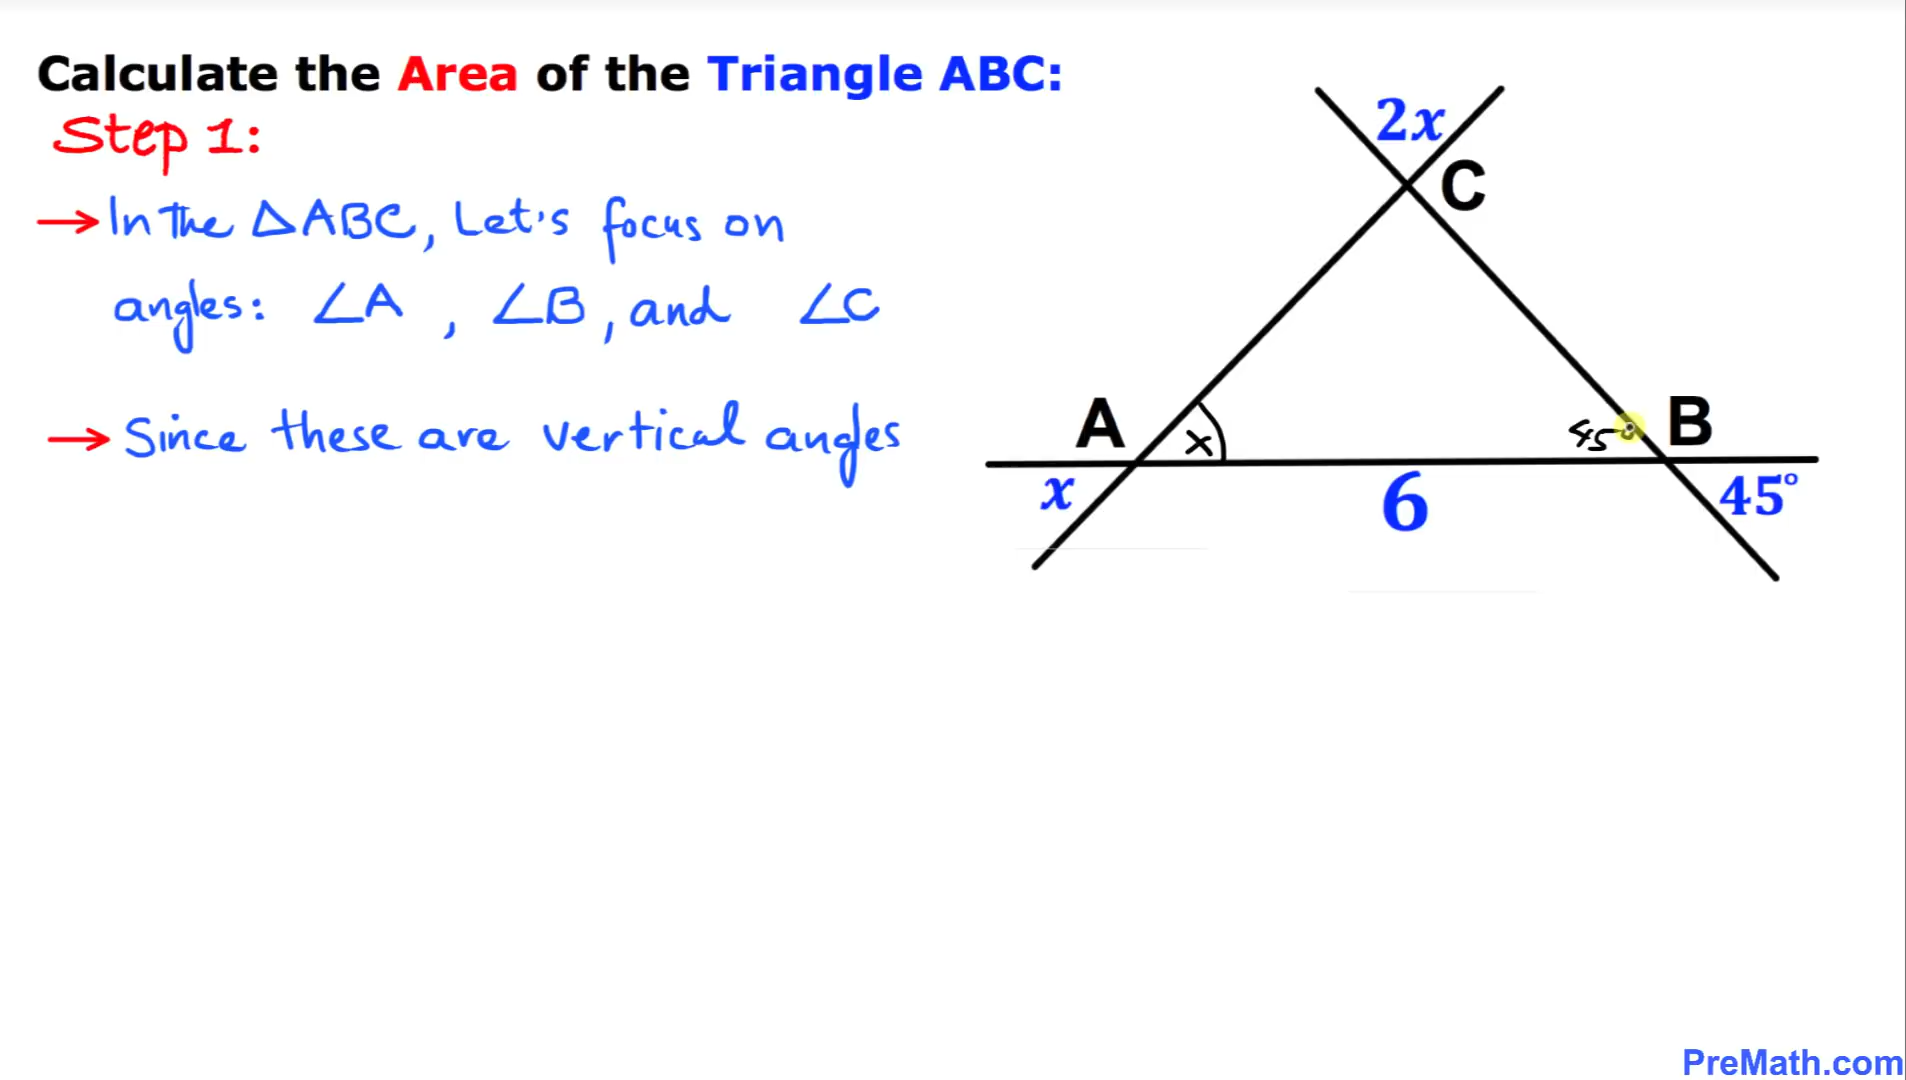 Calculate the Area of the Triangle ABC:
Step 1:
→ In the △ABC, Let's focus on
angles: ∠A , ∠B, and ∠C
→ Since these are vertical angles
2x
C
A
x
45°
B
x
6
45°
PreMath.com